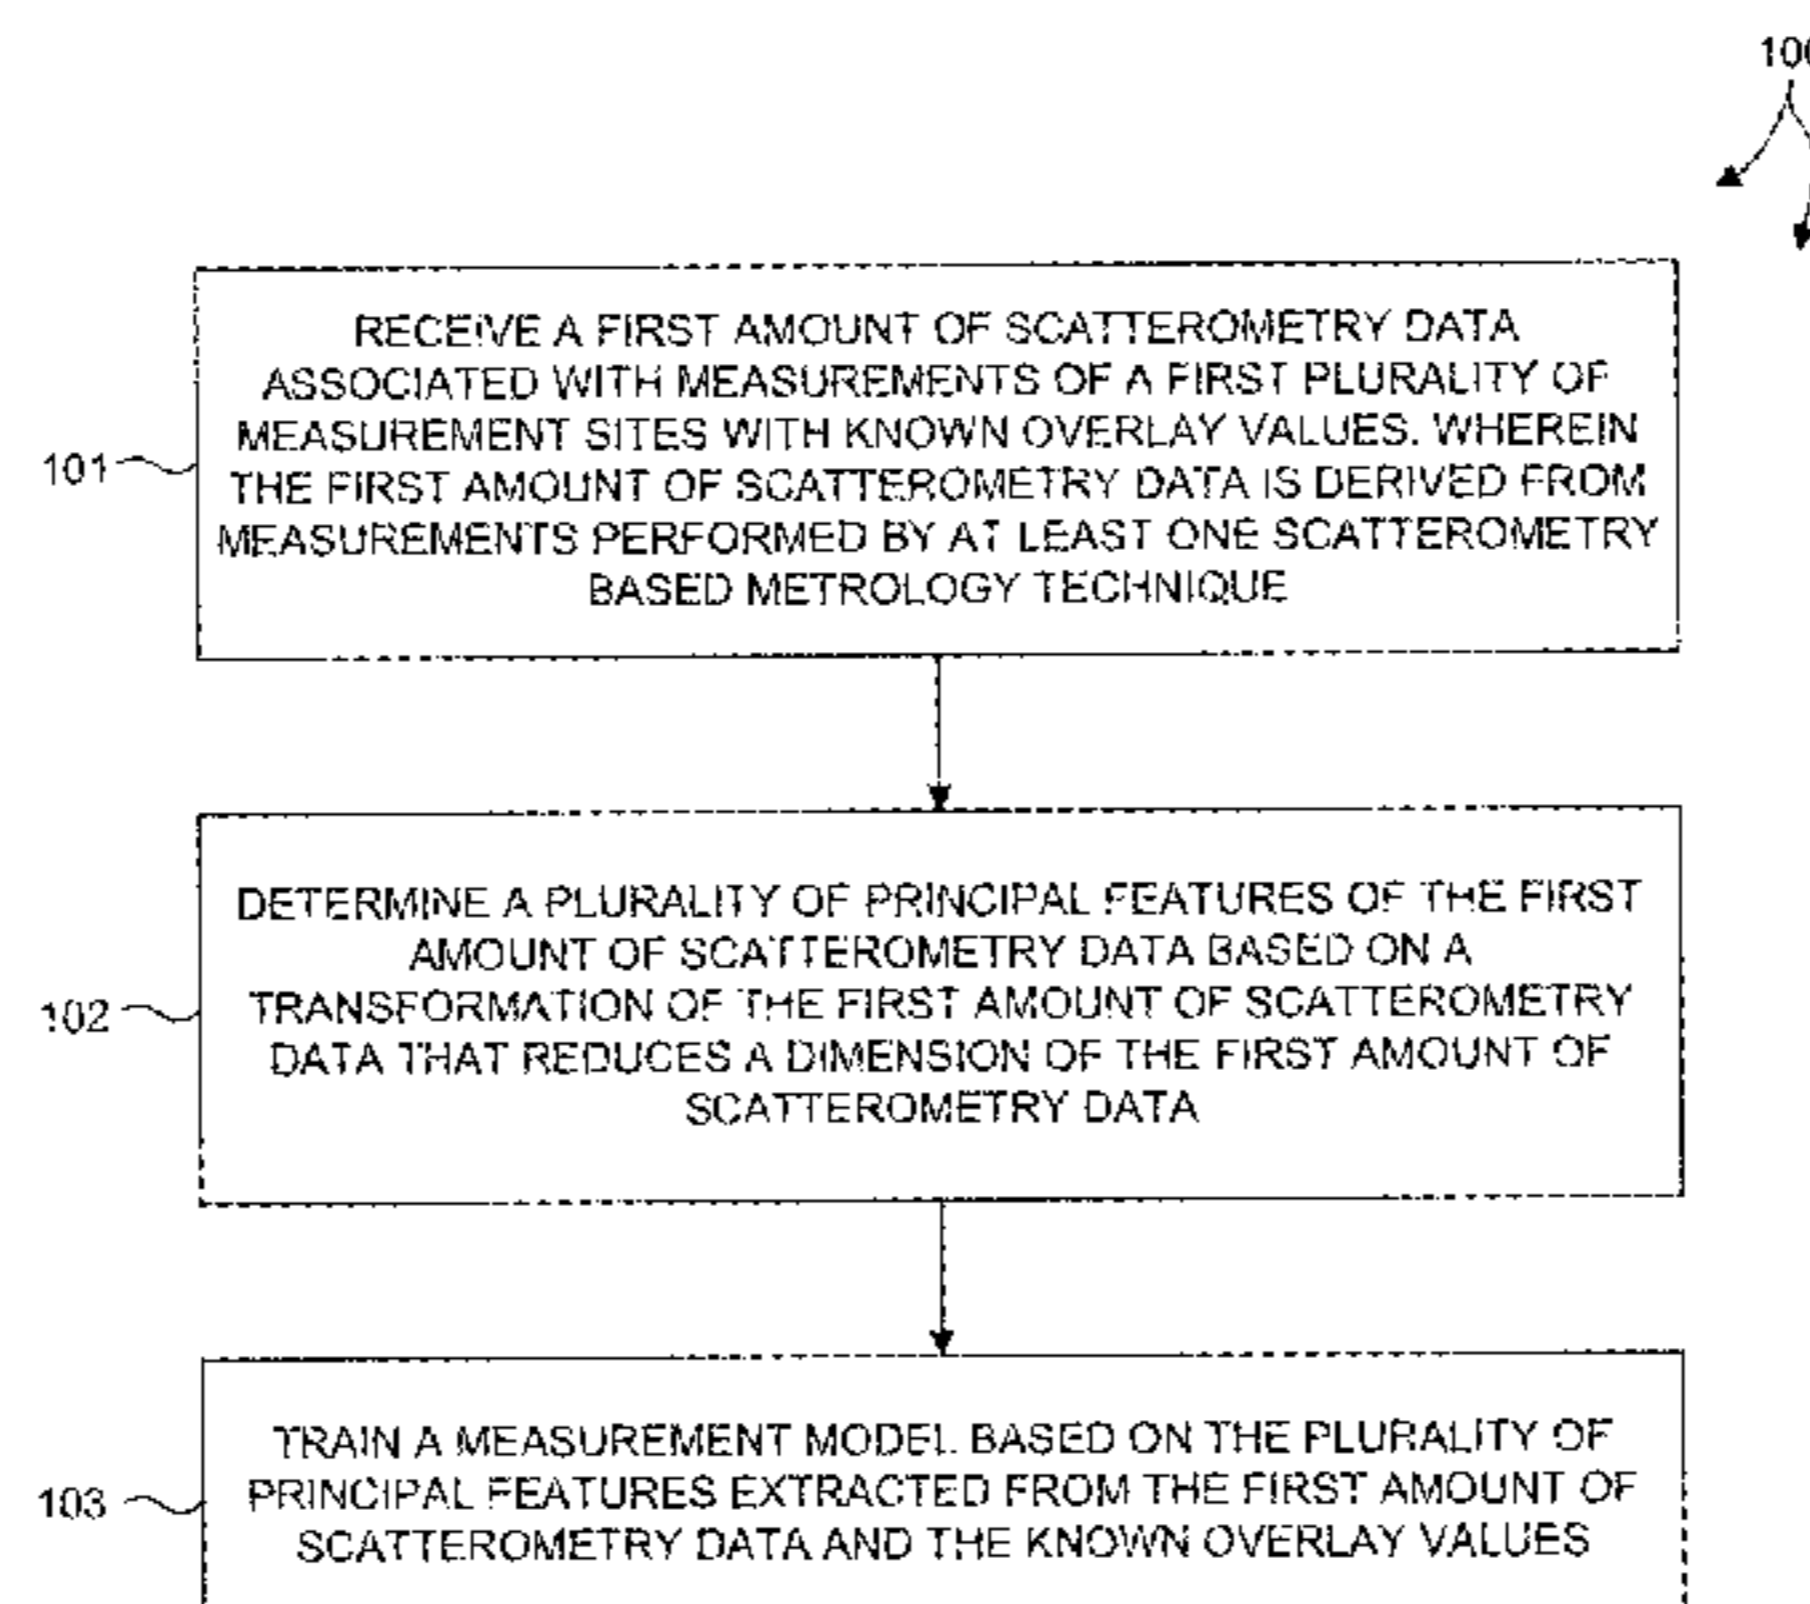 RECEIVE A FIRST AMOUNT OF SCATTEROMETRY DATA
ASSOCIATED WITH MEASUREMENTS OF A FIRST PLURALITY OF
MEASUREMENT SITES WITH KNOWN OVERLAY VALUES. WHEREIN
101 THE FIRST AMOUNT OF SCATTEROMETRY DATA IS DERIVED FROM
MEASUREMENTS PERFORMED BY AT LEAST ONE SCATTEROMETRY
BASED METROLOGY TECHNIQUE
DETERMINE A PLURALITY OF PRINCIPAL FEATURES OF THE FIRST
AMOUNT OF SCATTEROMETRY DATA BASED ON A
102 TRANSFORMATION OF THE FIRST AMOUNT OF SCATTEROMETRY
DATA THAT REDUCES A DIMENSION OF THE FIRST AMOUNT OF
SCATTEROMETRY DATA
TRAIN A MEASUREMENT MODEL BASED ON THE PLURALITY OF
103 PRINCIPAL FEATURES EXTRACTED FROM THE FIRST AMOUNT OF
SCATTEROMETRY DATA AND THE KNOWN OVERLAY VALUES